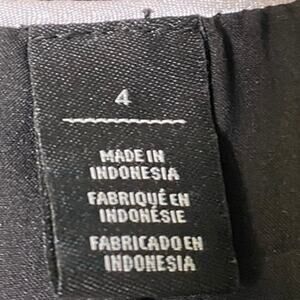 4
MADE IN
INDONESIA
FABRIQUÉ EN
INDONÉSIE
FABRICADO EN
INDONESIA